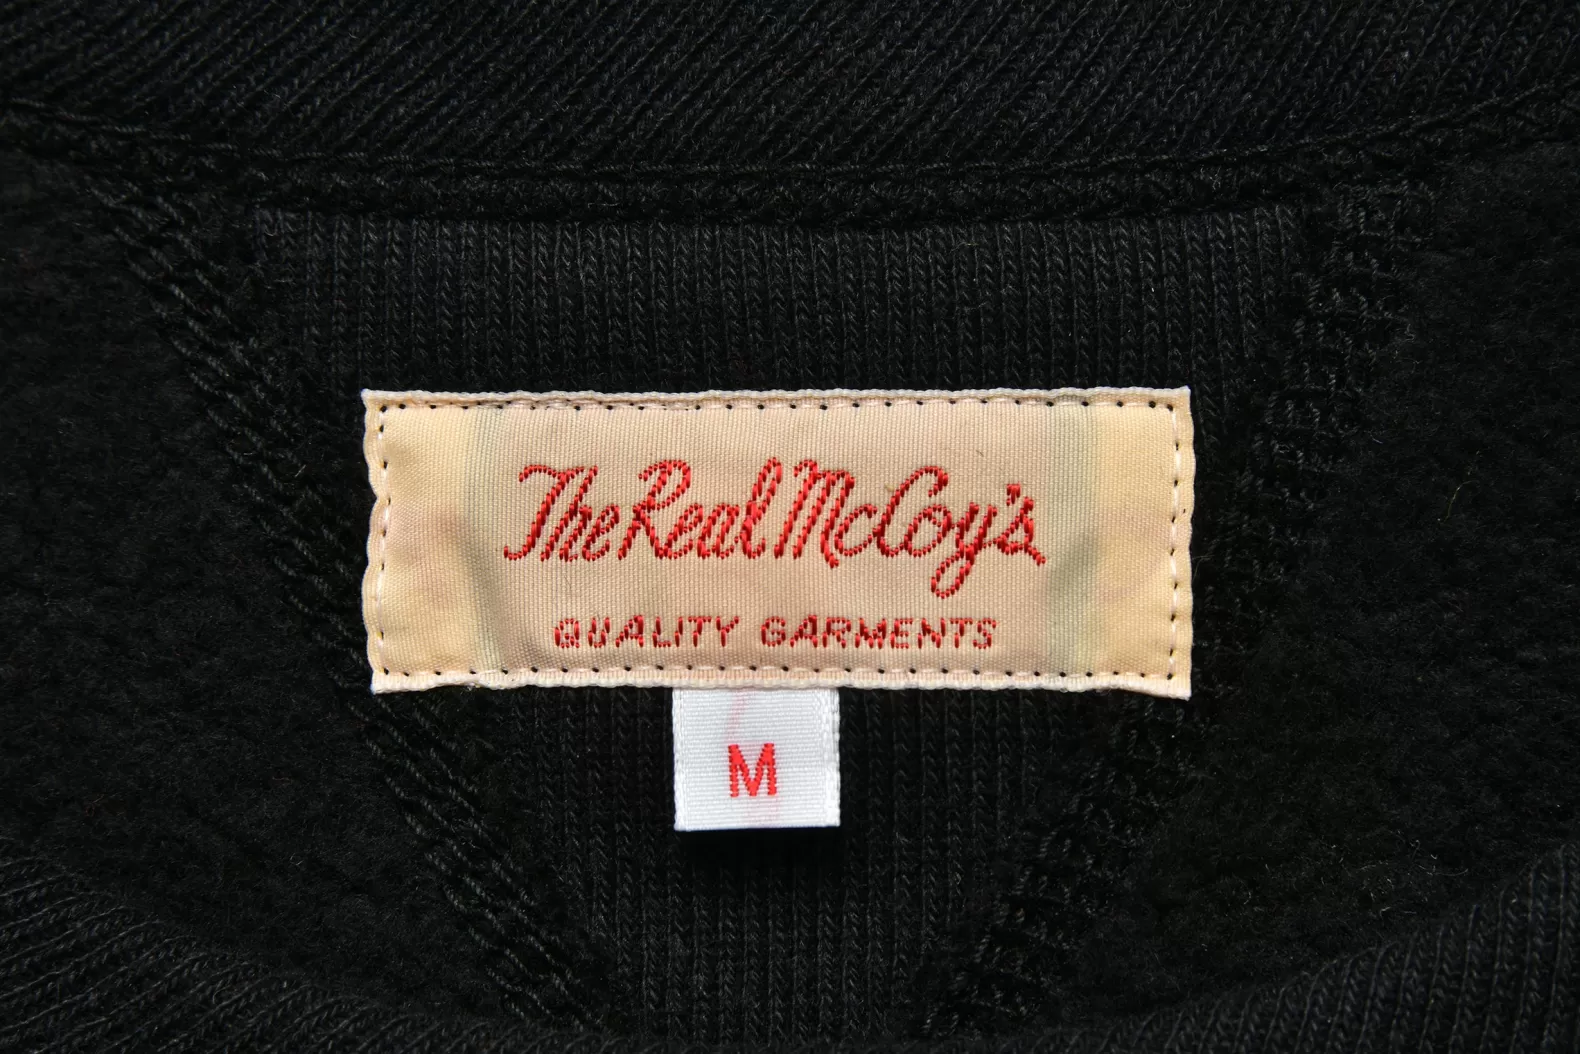 The Real McCoy's
QUALITY GARMENTS
M